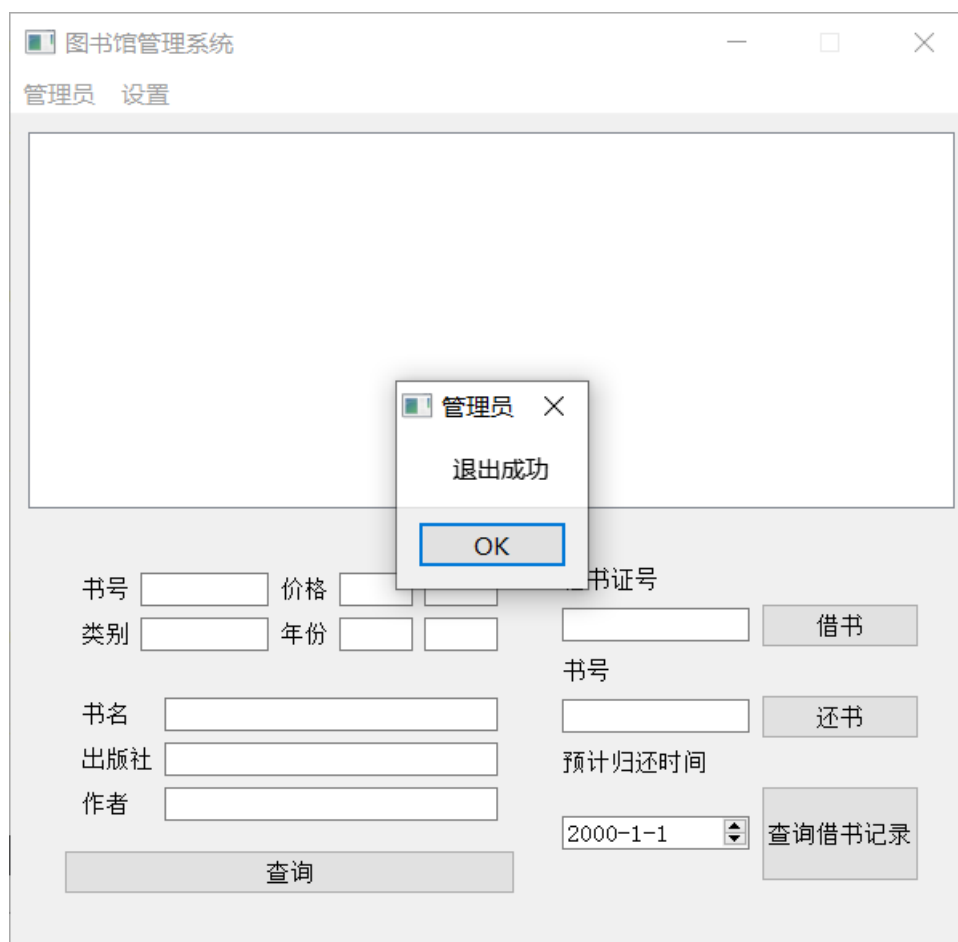 图书馆管理系统
管理员 设置
管理员
退出成功
OK
书号 价格
类别 年份
书名
出版社
作者
查询
书证号
借书
书号
还书
预计归还时间
2000-1-1
查询借书记录